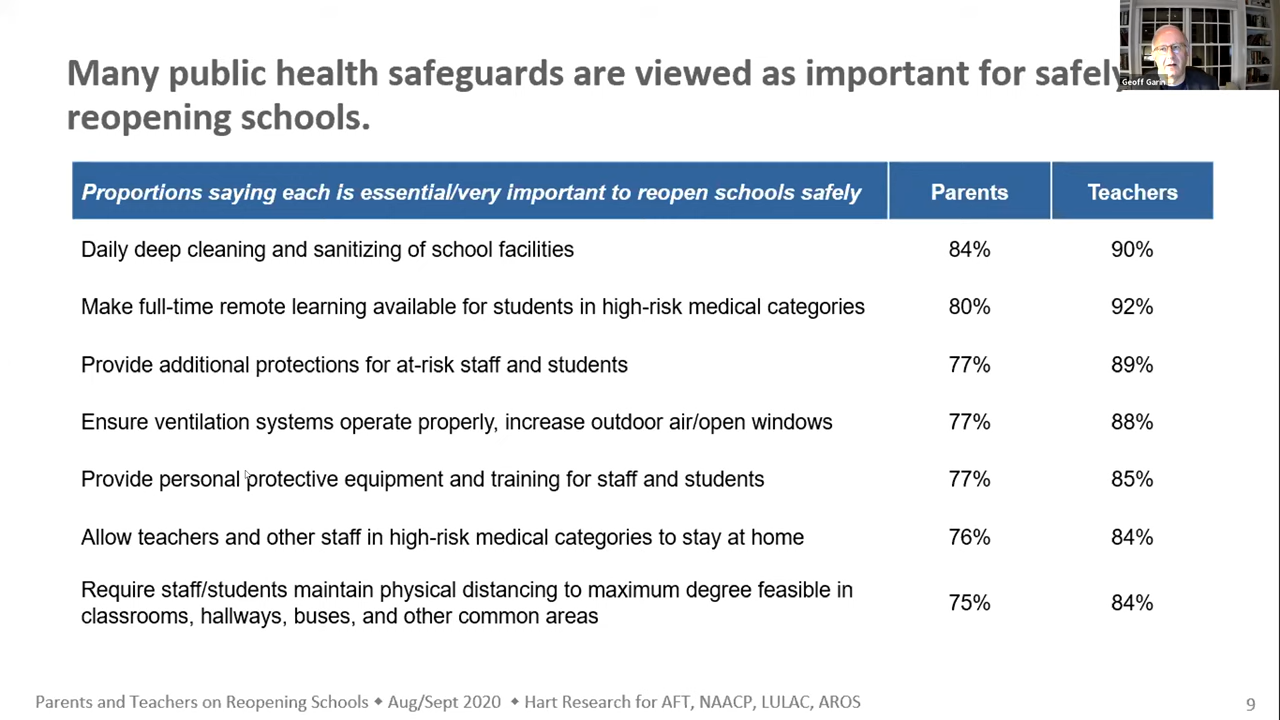 Many public health safeguards are viewed as important for safely
reopening schools.
Geoff Garin
Proportions saying each is essential/very important to reopen schools safely Parents Teachers
Daily deep cleaning and sanitizing of school facilities 84% 90%
Make full-time remote learning available for students in high-risk medical categories 80% 92%
Provide additional protections for at-risk staff and students 77% 89%
Ensure ventilation systems operate properly, increase outdoor air/open windows 77% 88%
Provide personal protective equipment and training for staff and students 77% 85%
Allow teachers and other staff in high-risk medical categories to stay at home 76% 84%
Require staff/students maintain physical distancing to maximum degree feasible in
classrooms, hallways, buses, and other common areas 75% 84%
Parents and Teachers on Reopening Schools ◆ Aug/Sept 2020 ◆ Hart Research for AFT, NAACP, LULAC, AROS 9